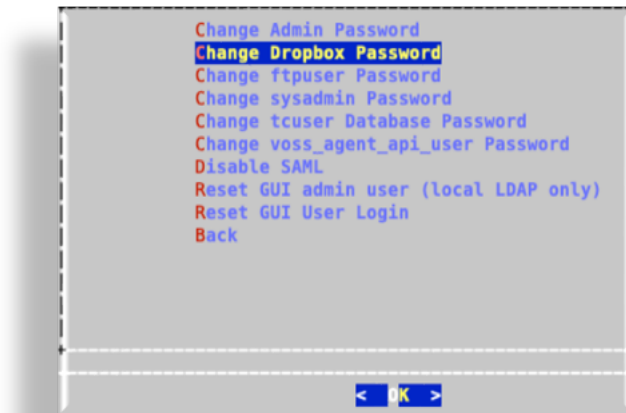 Change Admin Password
Change Dropbox Password
Change ftpuser Password
Change sysadmin Password
Change tcuser Database Password
Change voss_agent_api_user Password
Disable SAML
Reset GUI admin user (local LDAP only)
Reset GUI User Login
Back
< OK >